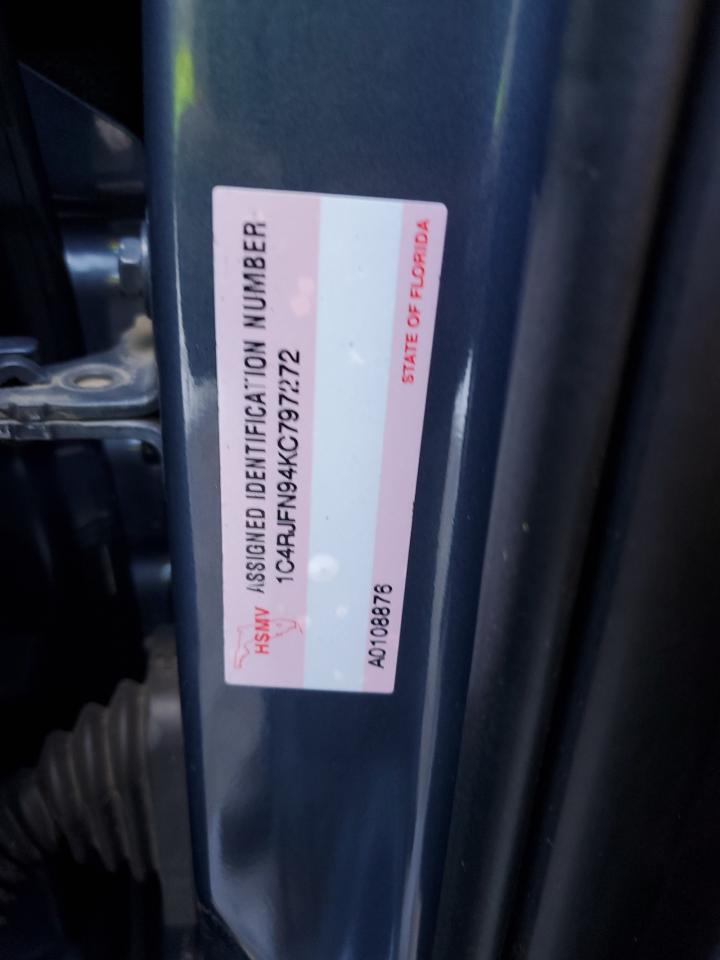 ASSIGNED IDENTIFICATION NUMBER
1C4RJFN94KC797272
HSMV
STATE OF FLORIDA
A0108876